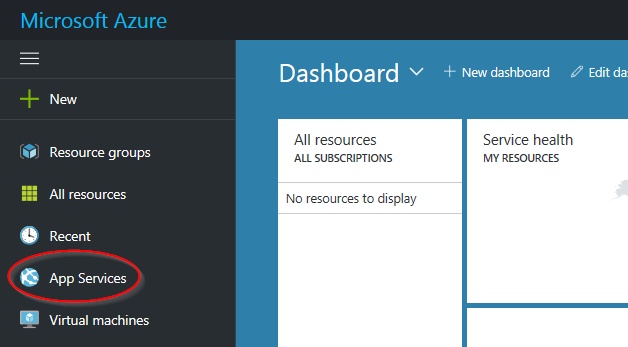 Microsoft Azure
New
Resource groups
All resources
Recent
App Services
Virtual machines
Dashboard
New dashboard
Edit da
All resources
ALL SUBSCRIPTIONS
No resources to display
Service health
MY RESOURCES